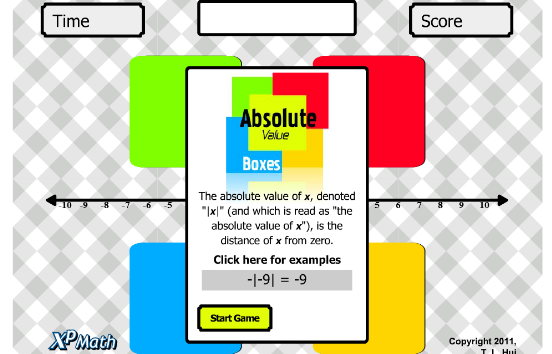 Time
Score
Absolute
Value
Boxes
-10 -9 -8 -7 -6 -5
5 6 7 8 9 10
The absolute value of x, denoted
"|x|" (and which is read as "the
absolute value of x"), is the
distance of x from zero.
Click here for examples
-|-9| = -9
Start Game
XPMath
Copyright 2011,
T. L. Hui